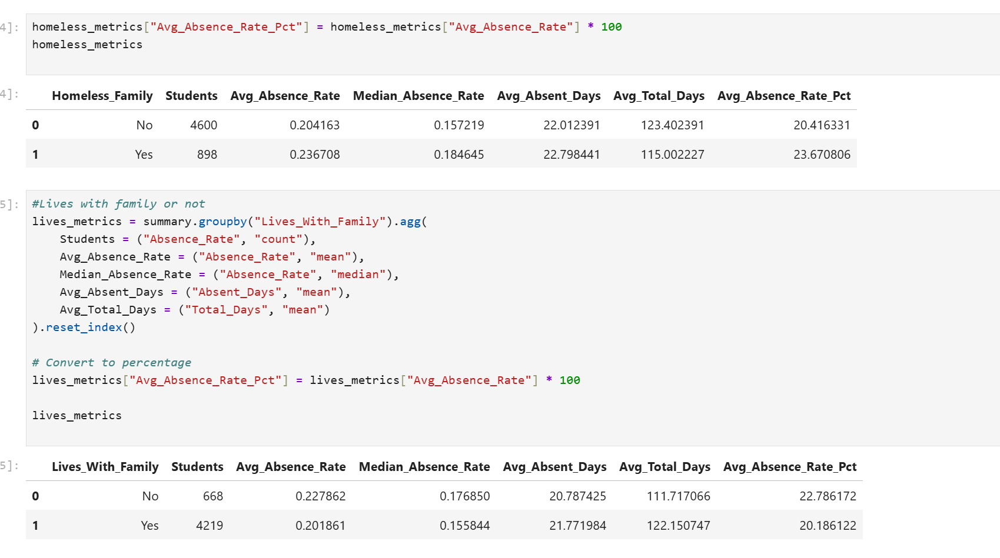 4]: homeless_metrics["Avg_Absence_Rate_Pct"] = homeless_metrics["Avg_Absence_Rate"] * 100
homeless_metrics
4]: Homeless_Family Students Avg_Absence_Rate Median_Absence_Rate Avg_Absent_Days Avg_Total_Days Avg_Absence_Rate_Pct
0 No 4600 0.204163 0.157219 22.012391 123.402391 20.416331
1 Yes 898 0.236708 0.184645 22.798441 115.002227 23.670806
5]: #Lives with family or not
lives_metrics = summary.groupby("Lives_With_Family").agg(
    Students = ("Absence_Rate", "count"),
    Avg_Absence_Rate = ("Absence_Rate", "mean"),
    Median_Absence_Rate = ("Absence_Rate", "median"),
    Avg_Absent_Days = ("Absent_Days", "mean"),
    Avg_Total_Days = ("Total_Days", "mean")
).reset_index()
# Convert to percentage
lives_metrics["Avg_Absence_Rate_Pct"] = lives_metrics["Avg_Absence_Rate"] * 100
lives_metrics
5]: Lives_With_Family Students Avg_Absence_Rate Median_Absence_Rate Avg_Absent_Days Avg_Total_Days Avg_Absence_Rate_Pct
0 No 668 0.227862 0.176850 20.787425 111.717066 22.786172
1 Yes 4219 0.201861 0.155844 21.771984 122.150747 20.186122